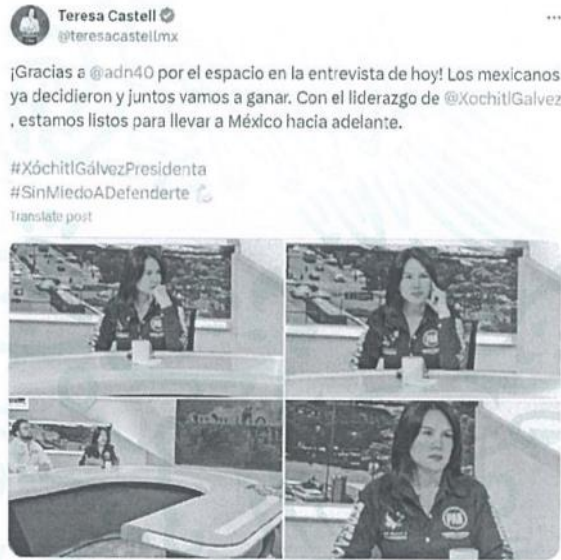 Teresa Castell
@teresacastellmx
¡Gracias a @adn40 por el espacio en la entrevista de hoy! Los mexicanos
ya decidieron y juntos vamos a ganar. Con el liderazgo de @XochitlGalvez
, estamos listos para llevar a México hacia adelante.
#XóchitlGálvezPresidenta
#SinMiedoADefenderte
Translate post